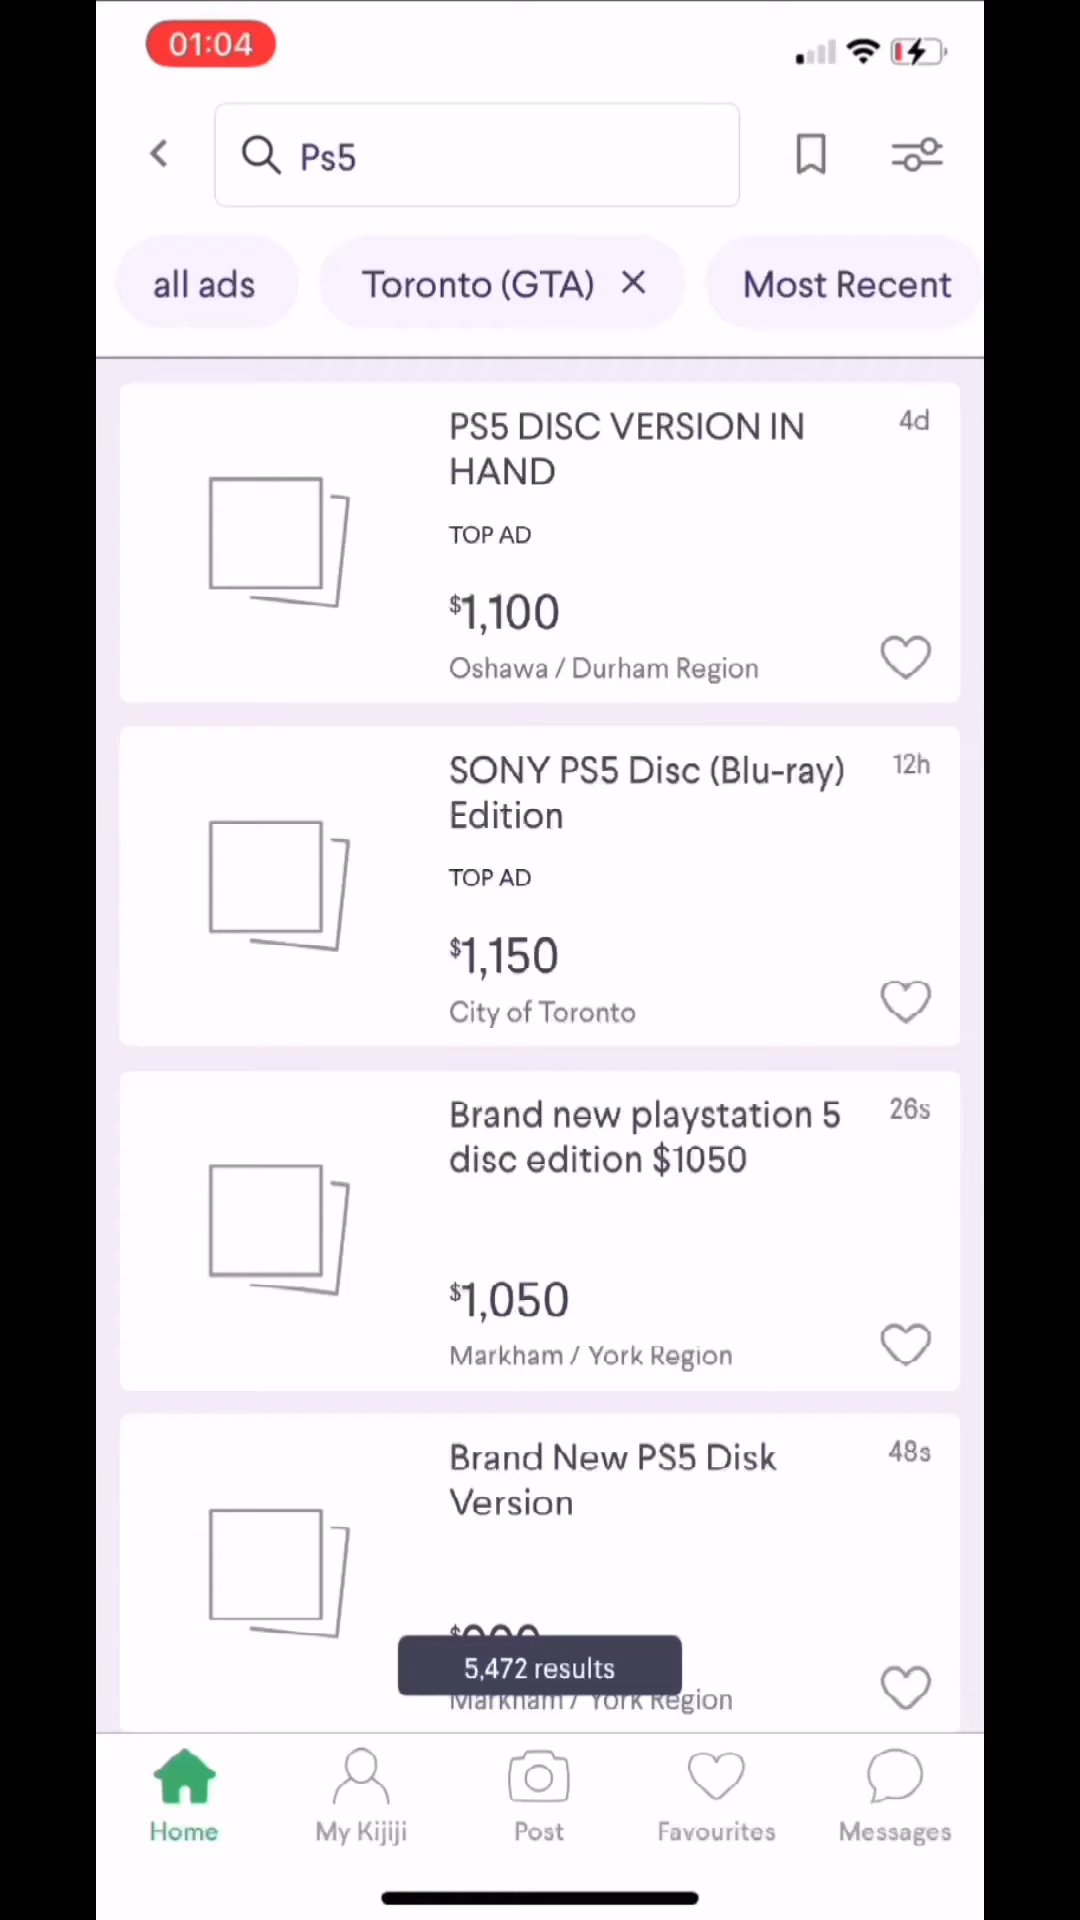 01:04
Ps5
all ads
Toronto (GTA) ×
Most Recent
PS5 DISC VERSION IN
HAND
4d
TOP AD
$1,100
Oshawa / Durham Region
SONY PS5 Disc (Blu-ray)
Edition
12h
TOP AD
$1,150
City of Toronto
Brand new playstation 5
disc edition $1050
26s
$1,050
Markham / York Region
Brand New PS5 Disk
Version
48s
5,472 results
Markham / York Region
Home
My Kijiji
Post
Favourites
Messages